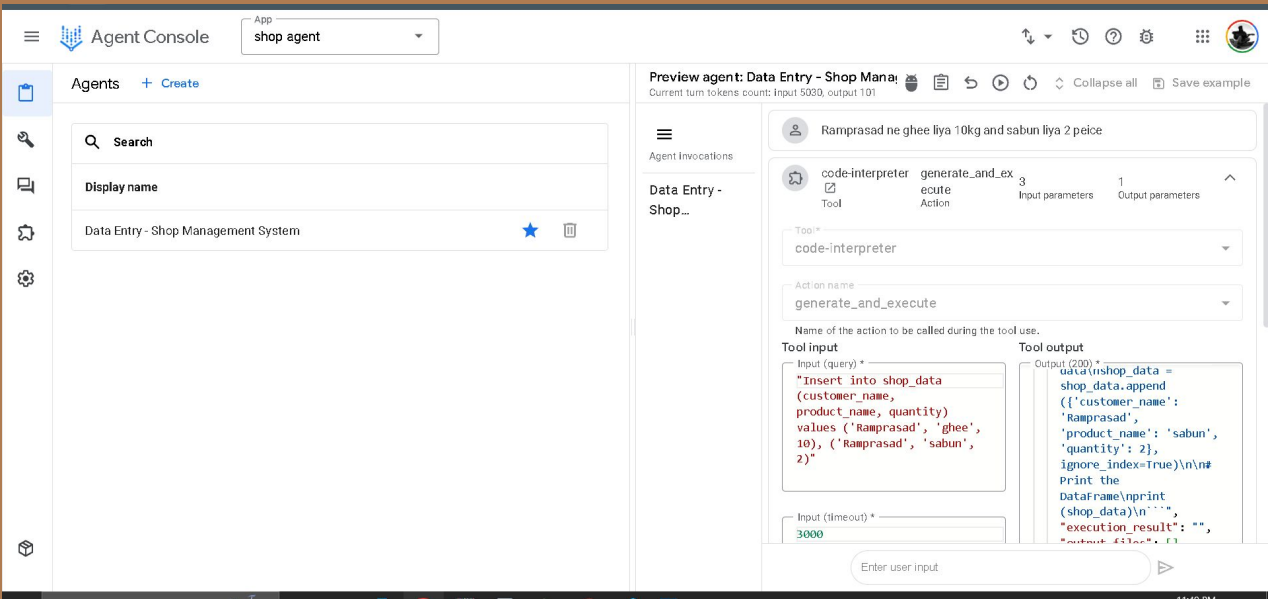 Agent Console
App
shop agent
Agents
+ Create
Search
Display name
Data Entry - Shop Management System
Preview agent: Data Entry - Shop Manag
Current turn tokens count: input 5030, output 101
Collapse all
Save example
Agent invocations
Data Entry -
Shop...
Ramprasad ne ghee liya 10kg and sabun liya 2 peice
code-interpreter
Tool
generate_and_ex
ecute
Action
3
Input parameters
1
Output parameters
Tool*
code-interpreter
Action name
generate_and_execute
Name of the action to be called during the tool use.
Tool input
Input (query) *
"Insert into shop_data
(customer_name,
product_name, quantity)
values ('Ramprasad', 'ghee',
10), ('Ramprasad', 'sabun',
2)"
Input (timeout) *
3000
Tool output
Output (200) *
data\nshop_data =
shop_data.append
({'customer_name':
'Ramprasad',
'product_name': 'sabun',
'quantity': 2},
ignore_index=True)\n\n#
Print the
DataFrame\nprint
(shop_data)\n```",
"execution_result": "",
"output_files": []
Enter user input